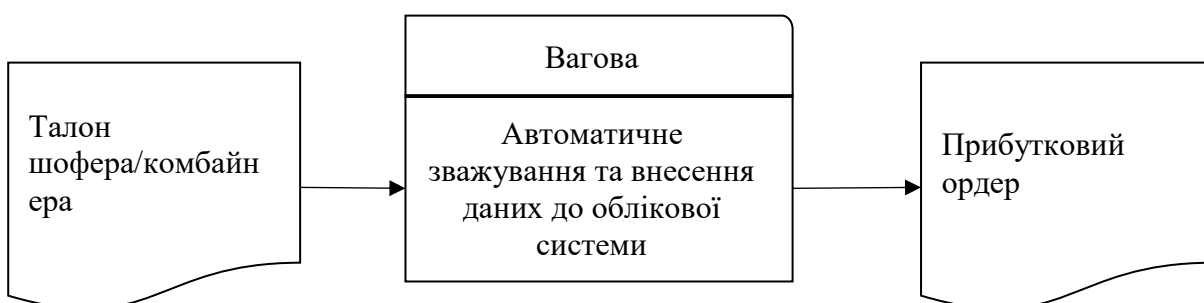 Талон
шофера/комбайн
ера
Вагова
Автоматичне
зважування та внесення
даних до облікової
системи
Прибутковий
ордер